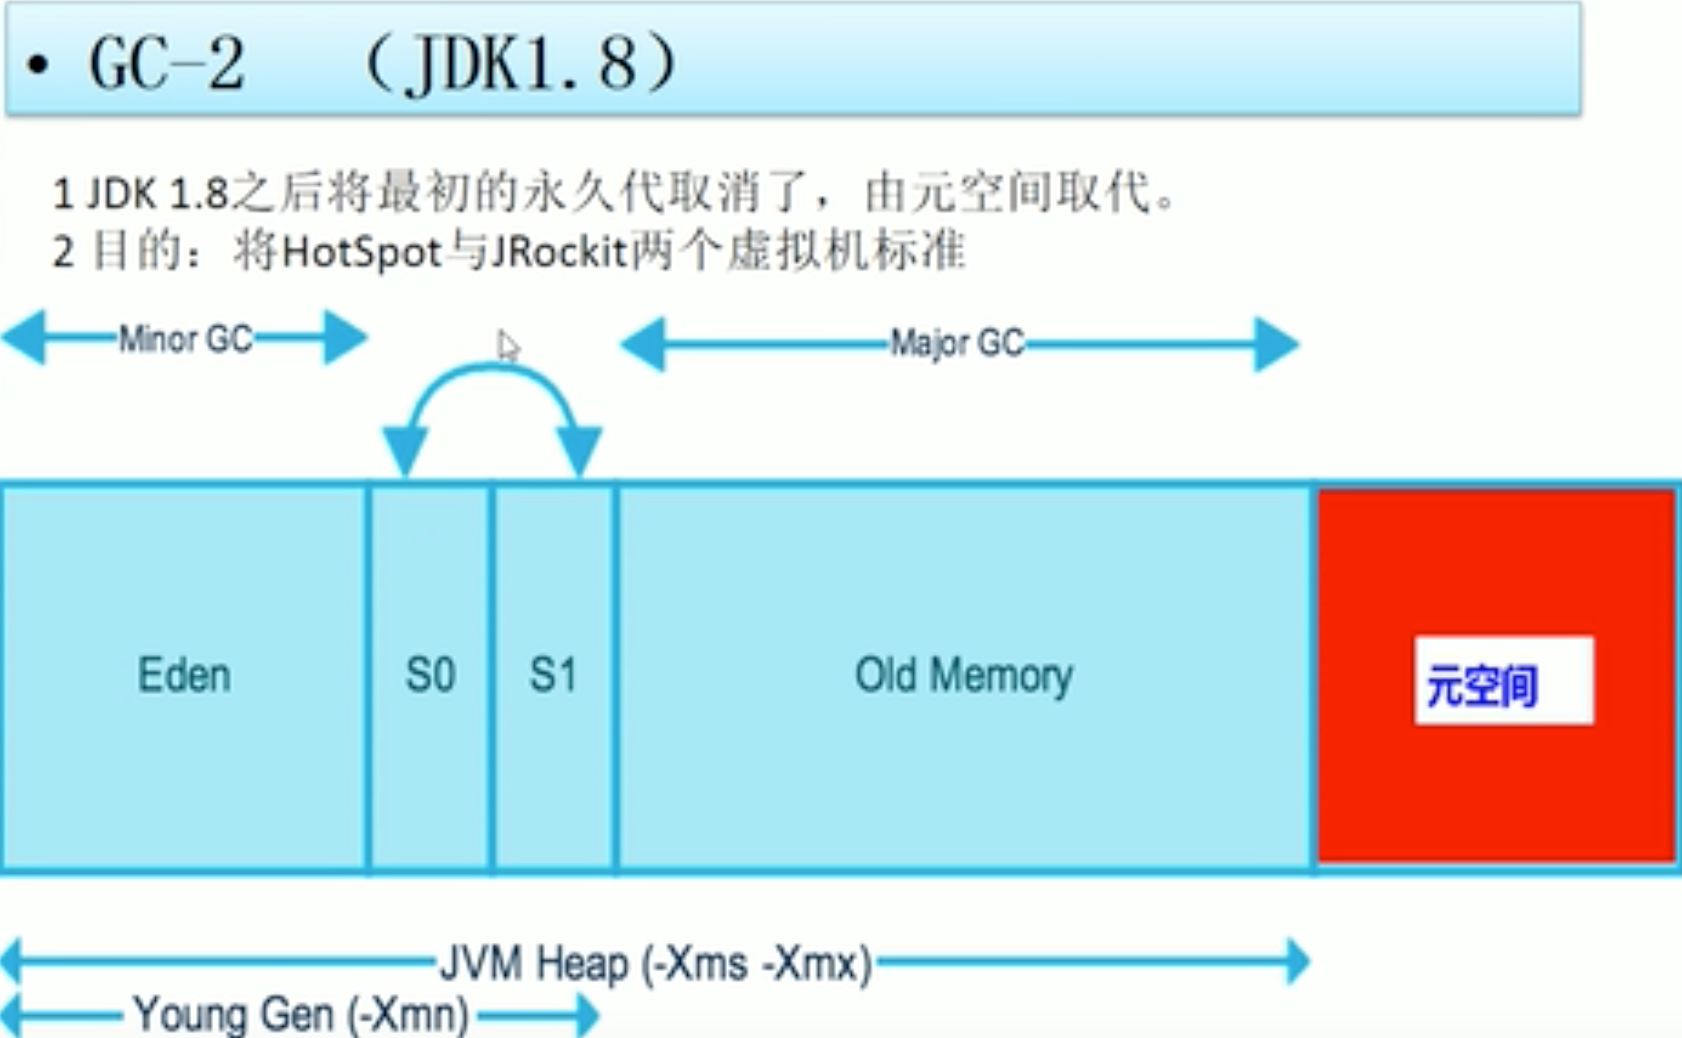 • GC-2 （JDK1.8）
1 JDK 1.8之后将最初的永久代取消了，由元空间取代。
2 目的：将HotSpot与JRockit两个虚拟机标准
Minor GC
Major GC
Eden
S0
S1
Old Memory
元空间
JVM Heap (-Xms -Xmx)
Young Gen (-Xmn)